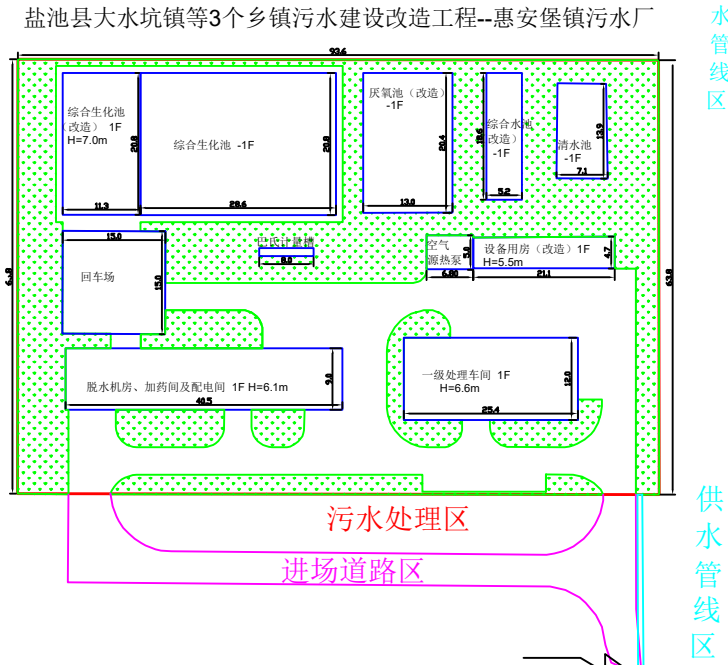 盐池县大水坑镇等3个乡镇污水建设改造工程--惠安堡镇污水厂
水
管
线
区
93.6
综合生化池
（改造） 1F
H=7.0m
20.8
11.3
综合生化池 -1F
20.8
28.6
厌氧池（改造）
-1F
20.4
13.0
综合水池
改造）
-1F
18.6
5.2
清水池
-1F
13.9
7.1
15.0
回车场
15.0
巴氏计量槽
8.0
空气
源热泵
5.0
6.80
设备用房（改造）1F
H=5.5m
4.7
21.1
63.8
脱水机房、加药间及配电间 1F H=6.1m
9.0
40.5
一级处理车间 1F
H=6.6m
12.0
25.4
污水处理区
进场道路区
供
水
管
线
区